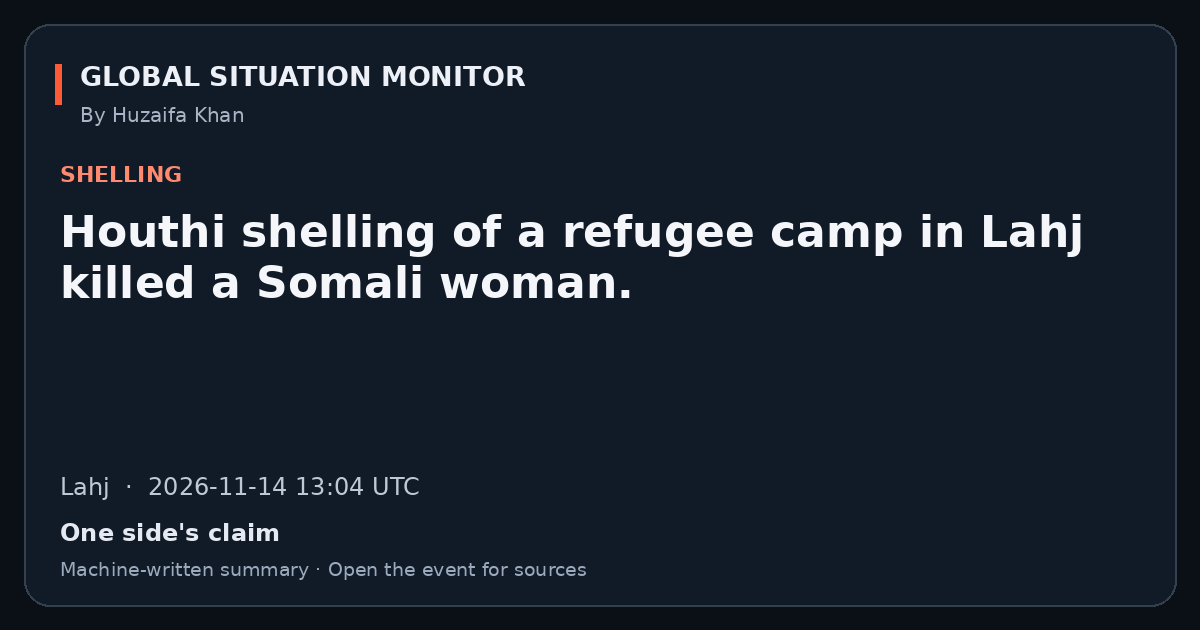 GLOBAL SITUATION MONITOR
By Huzaifa Khan
SHELLING
Houthi shelling of a refugee camp in Lahj
killed a Somali woman.
Lahj · 2026-11-14 13:04 UTC
One side's claim
Machine-written summary · Open the event for sources